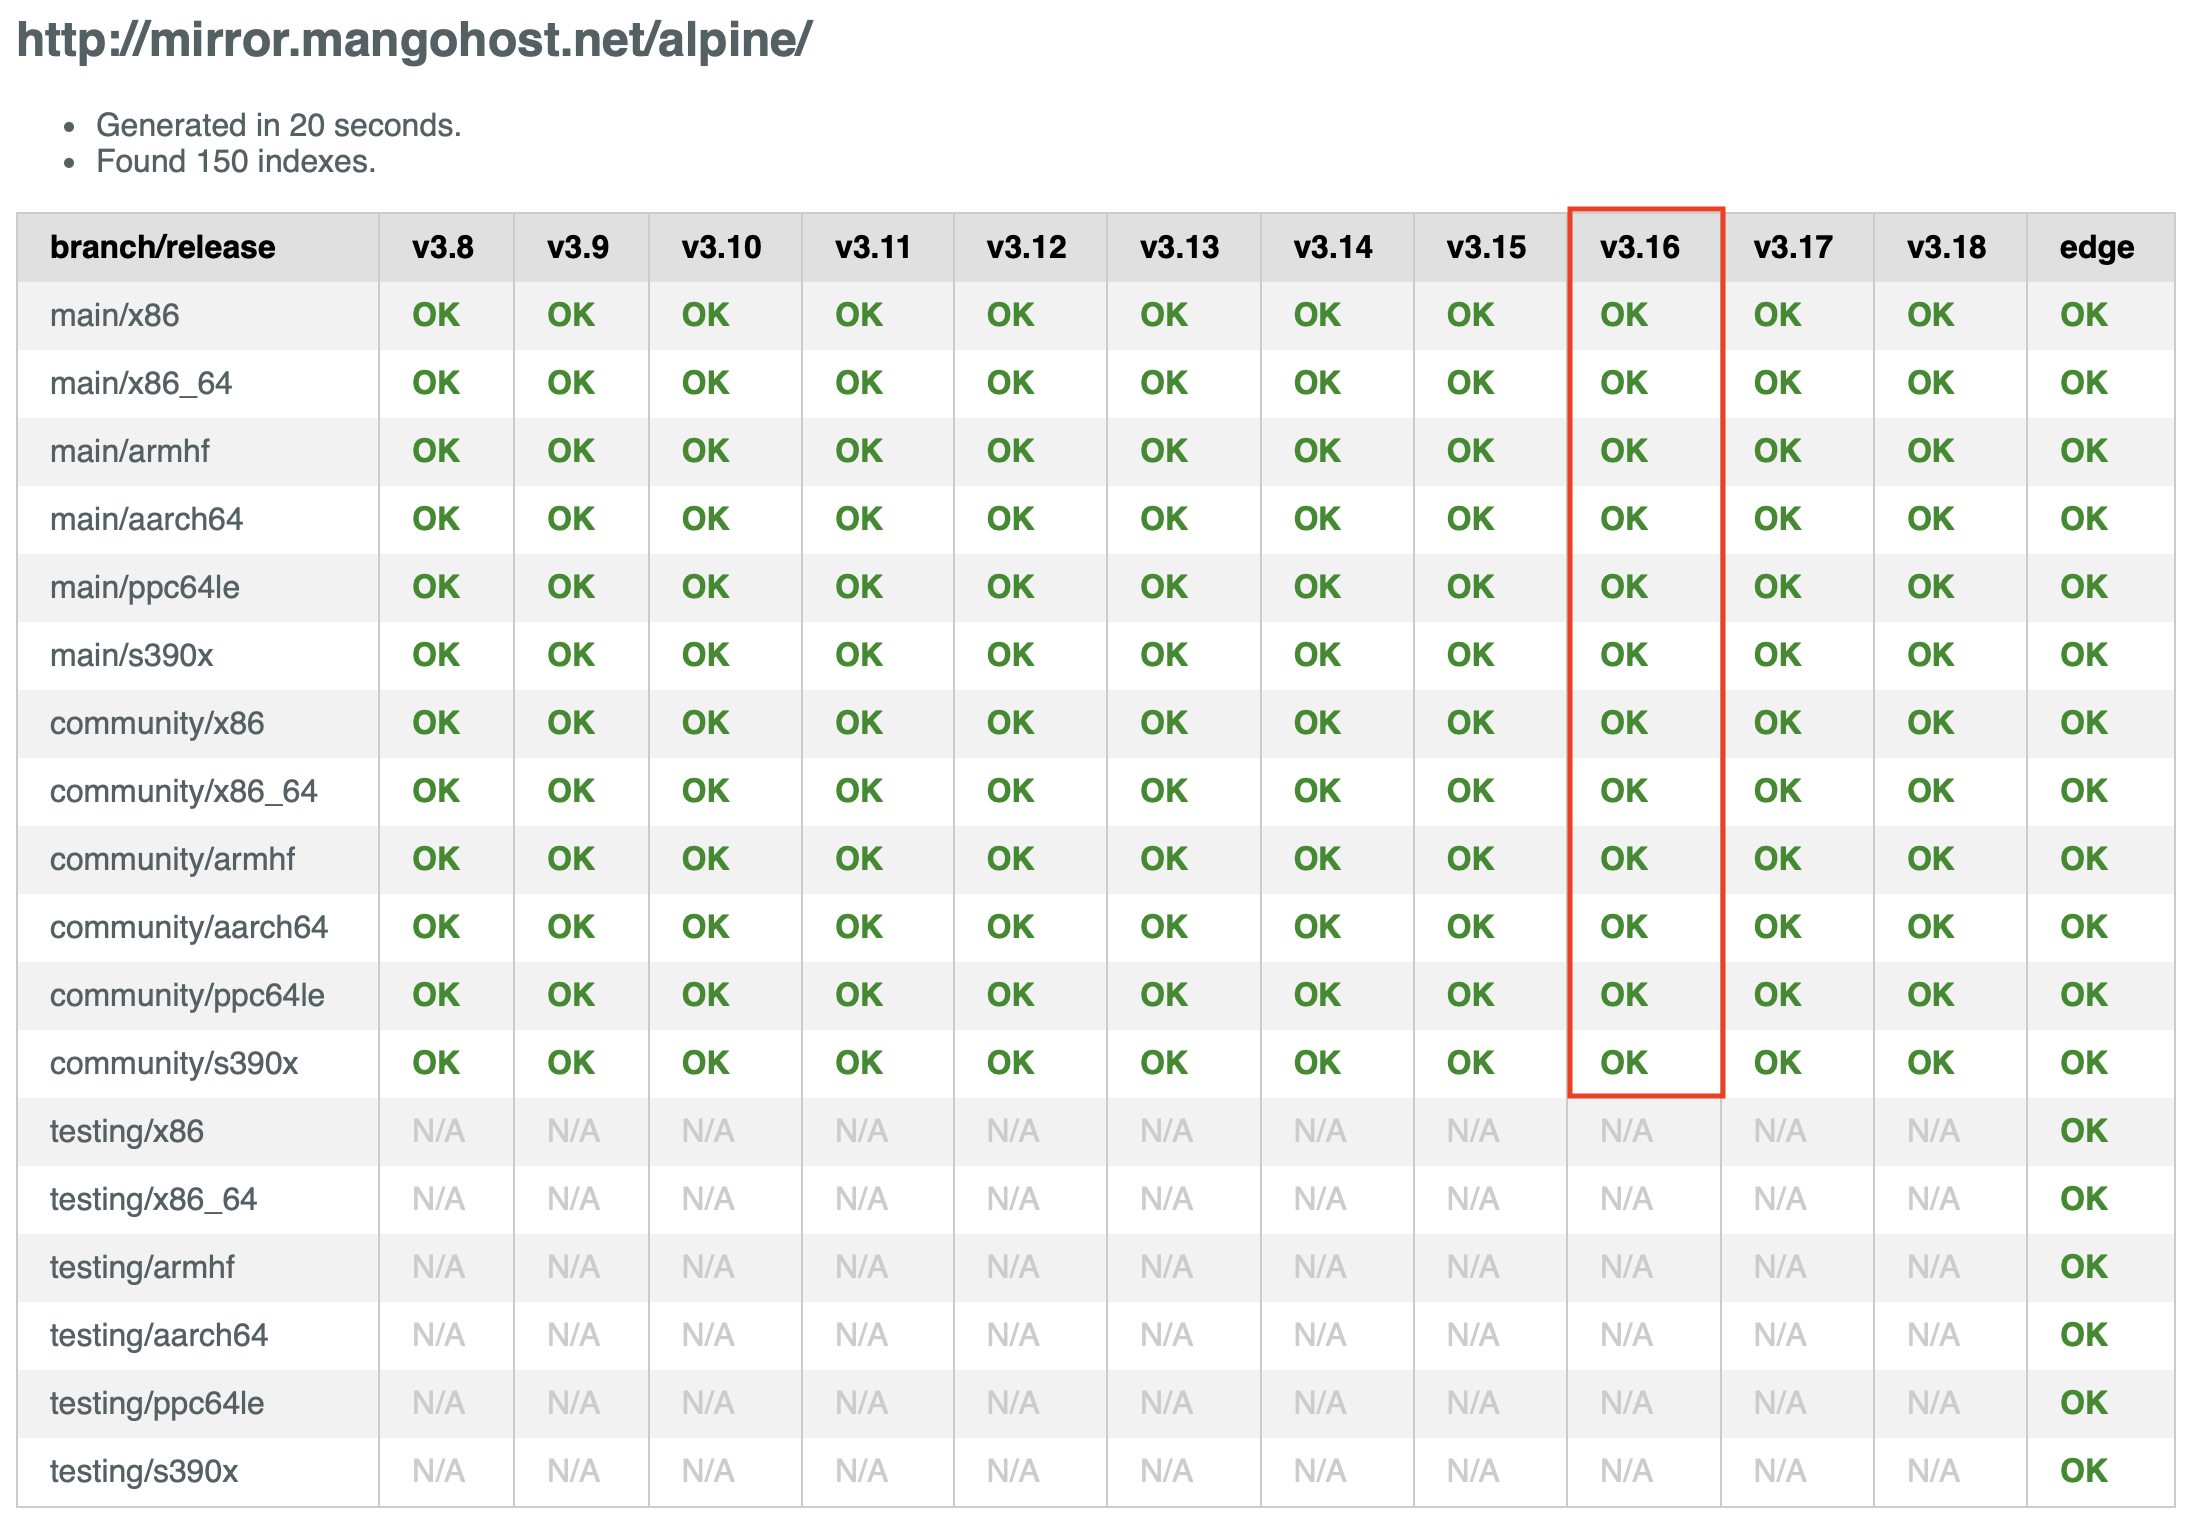 http://mirror.mangohost.net/alpine/
• Generated in 20 seconds.
• Found 150 indexes.
branch/release v3.8 v3.9 v3.10 v3.11 v3.12 v3.13 v3.14 v3.15 v3.16 v3.17 v3.18 edge
main/x86 OK OK OK OK OK OK OK OK OK OK OK OK
main/x86_64 OK OK OK OK OK OK OK OK OK OK OK OK
main/armhf OK OK OK OK OK OK OK OK OK OK OK OK
main/aarch64 OK OK OK OK OK OK OK OK OK OK OK OK
main/ppc64le OK OK OK OK OK OK OK OK OK OK OK OK
main/s390x OK OK OK OK OK OK OK OK OK OK OK OK
community/x86 OK OK OK OK OK OK OK OK OK OK OK OK
community/x86_64 OK OK OK OK OK OK OK OK OK OK OK OK
community/armhf OK OK OK OK OK OK OK OK OK OK OK OK
community/aarch64 OK OK OK OK OK OK OK OK OK OK OK OK
community/ppc64le OK OK OK OK OK OK OK OK OK OK OK OK
community/s390x OK OK OK OK OK OK OK OK OK OK OK OK
testing/x86 N/A N/A N/A N/A N/A N/A N/A N/A N/A N/A N/A OK
testing/x86_64 N/A N/A N/A N/A N/A N/A N/A N/A N/A N/A N/A OK
testing/armhf N/A N/A N/A N/A N/A N/A N/A N/A N/A N/A N/A OK
testing/aarch64 N/A N/A N/A N/A N/A N/A N/A N/A N/A N/A N/A OK
testing/ppc64le N/A N/A N/A N/A N/A N/A N/A N/A N/A N/A N/A OK
testing/s390x N/A N/A N/A N/A N/A N/A N/A N/A N/A N/A N/A OK